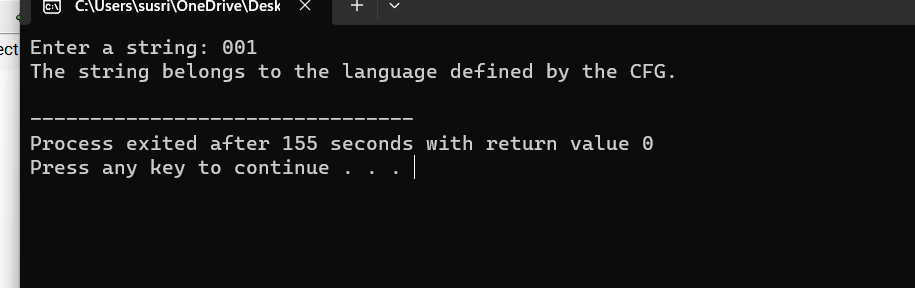 C:\Users\susri\OneDrive\Desk
ect
Enter a string: 001
The string belongs to the language defined by the CFG.
--------------------------------
Process exited after 155 seconds with return value 0
Press any key to continue . . .